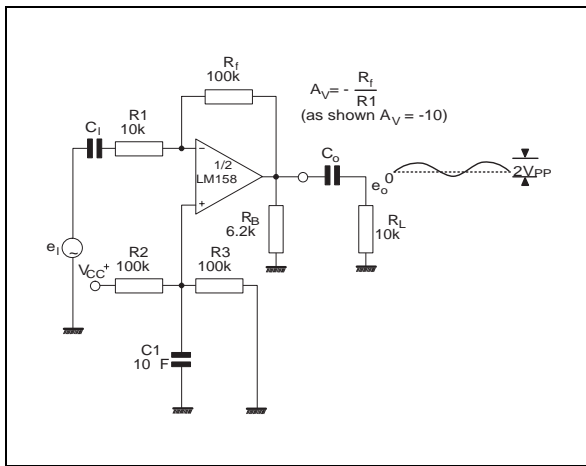 Rf
100k
AV = - Rf
R1
(as shown AV = -10)
R1
10k
CI
1/2
LM158
-
+
Co
eo
0
2VPP
RB
6.2k
RL
10k
eI
~
VCC+
R2
100k
R3
100k
C1
10 F